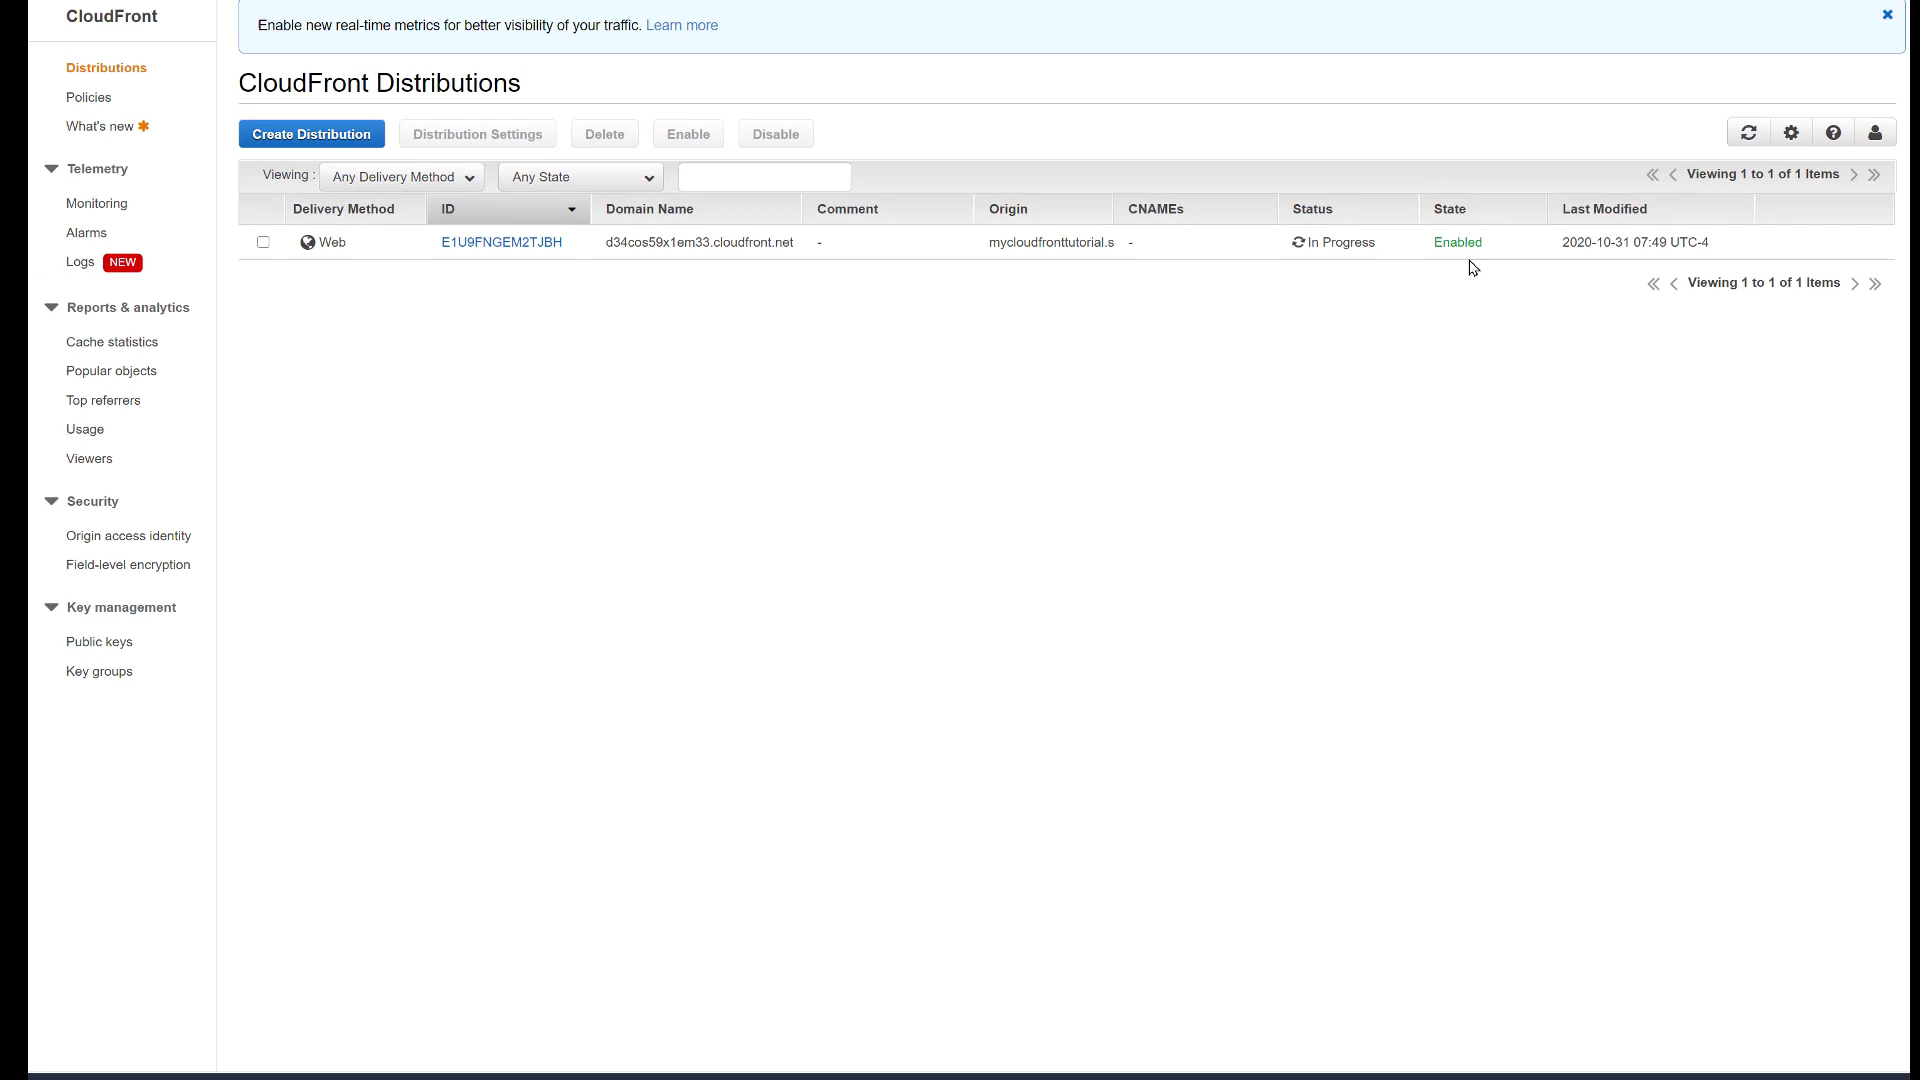 CloudFront
Distributions
Policies
What's new
Telemetry
Monitoring
Alarms
Logs NEW
Reports & analytics
Cache statistics
Popular objects
Top referrers
Usage
Viewers
Security
Origin access identity
Field-level encryption
Key management
Public keys
Key groups
Enable new real-time metrics for better visibility of your traffic. Learn more
CloudFront Distributions
Create Distribution Distribution Settings Delete Enable Disable
Viewing : Any Delivery Method Any State Viewing 1 to 1 of 1 Items
Delivery Method ID Domain Name Comment Origin CNAMEs Status State Last Modified
Web E1U9FNGEM2TJBH d34cos59x1em33.cloudfront.net - mycloudfronttutorial.s - In Progress Enabled 2020-10-31 07:49 UTC-4
Viewing 1 to 1 of 1 Items